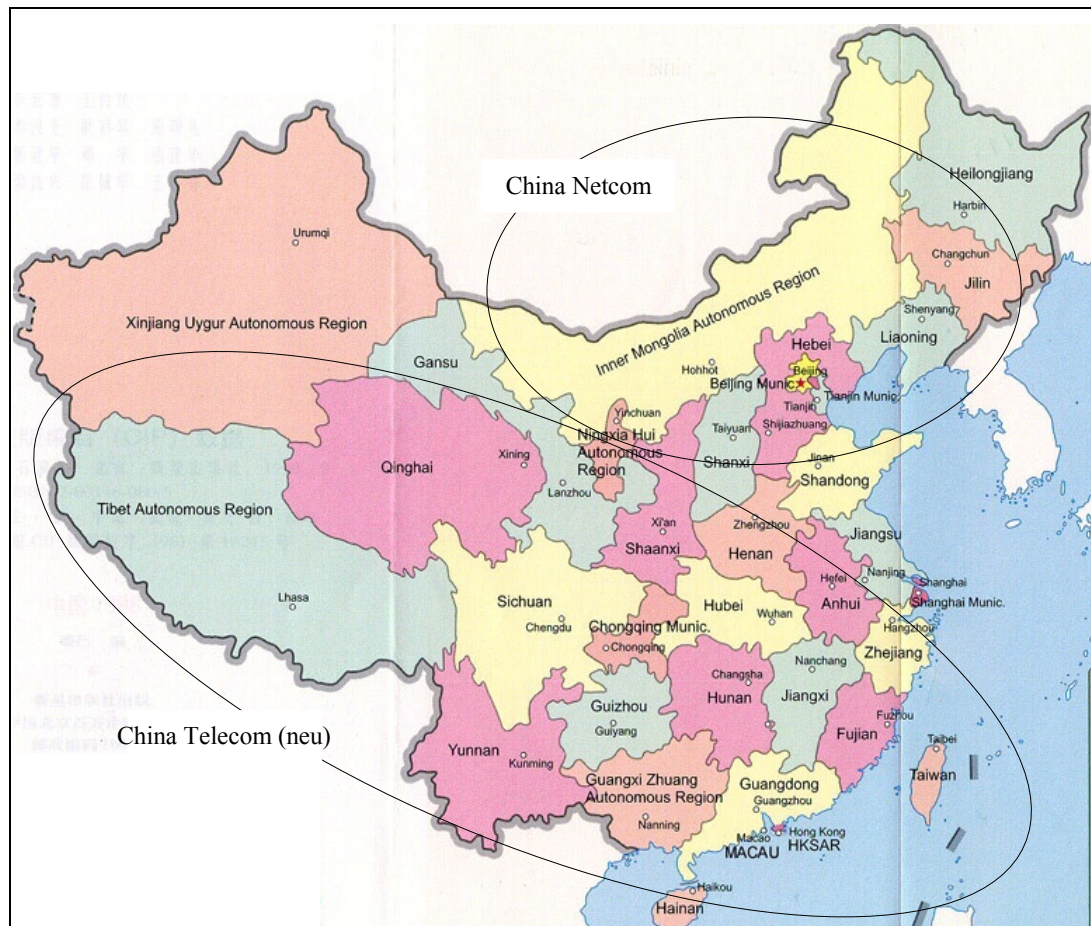 China Netcom
Heilongjiang
Harbin
Changchun
Jilin
Urumqi
Shenyang
Liaoning
Xinjiang Uygur Autonomous Region
Inner Mongolia Autonomous Region
Gansu
Hohhot
Hebei
Beijing
Beijing Munic.
Tianjin
Tianjin Munic.
Yinchuan
Ningxia Hui
Autonomous
Region
Taiyuan
Shijiazhuang
Shanxi
Jinan
Shandong
Qinghai
Xining
Lanzhou
Tibet Autonomous Region
Xi'an
Shaanxi
Zhengzhou
Henan
Jiangsu
Nanjing
Hefei
Anhui
Shanghai
Shanghai Munic.
Lhasa
Sichuan
Chengdu
Chongqing Munic.
Chongqing
Hubei
Wuhan
Hangzhou
Zhejiang
Nanchang
Jiangxi
Changsha
Hunan
Guizhou
Guiyang
Fuzhou
Fujian
China Telecom (neu)
Yunnan
Kunming
Taibei
Taiwan
Guangxi Zhuang
Autonomous Region
Nanning
Guangdong
Guangzhou
Macao
MACAU
Hong Kong
HKSAR
Haikou
Hainan